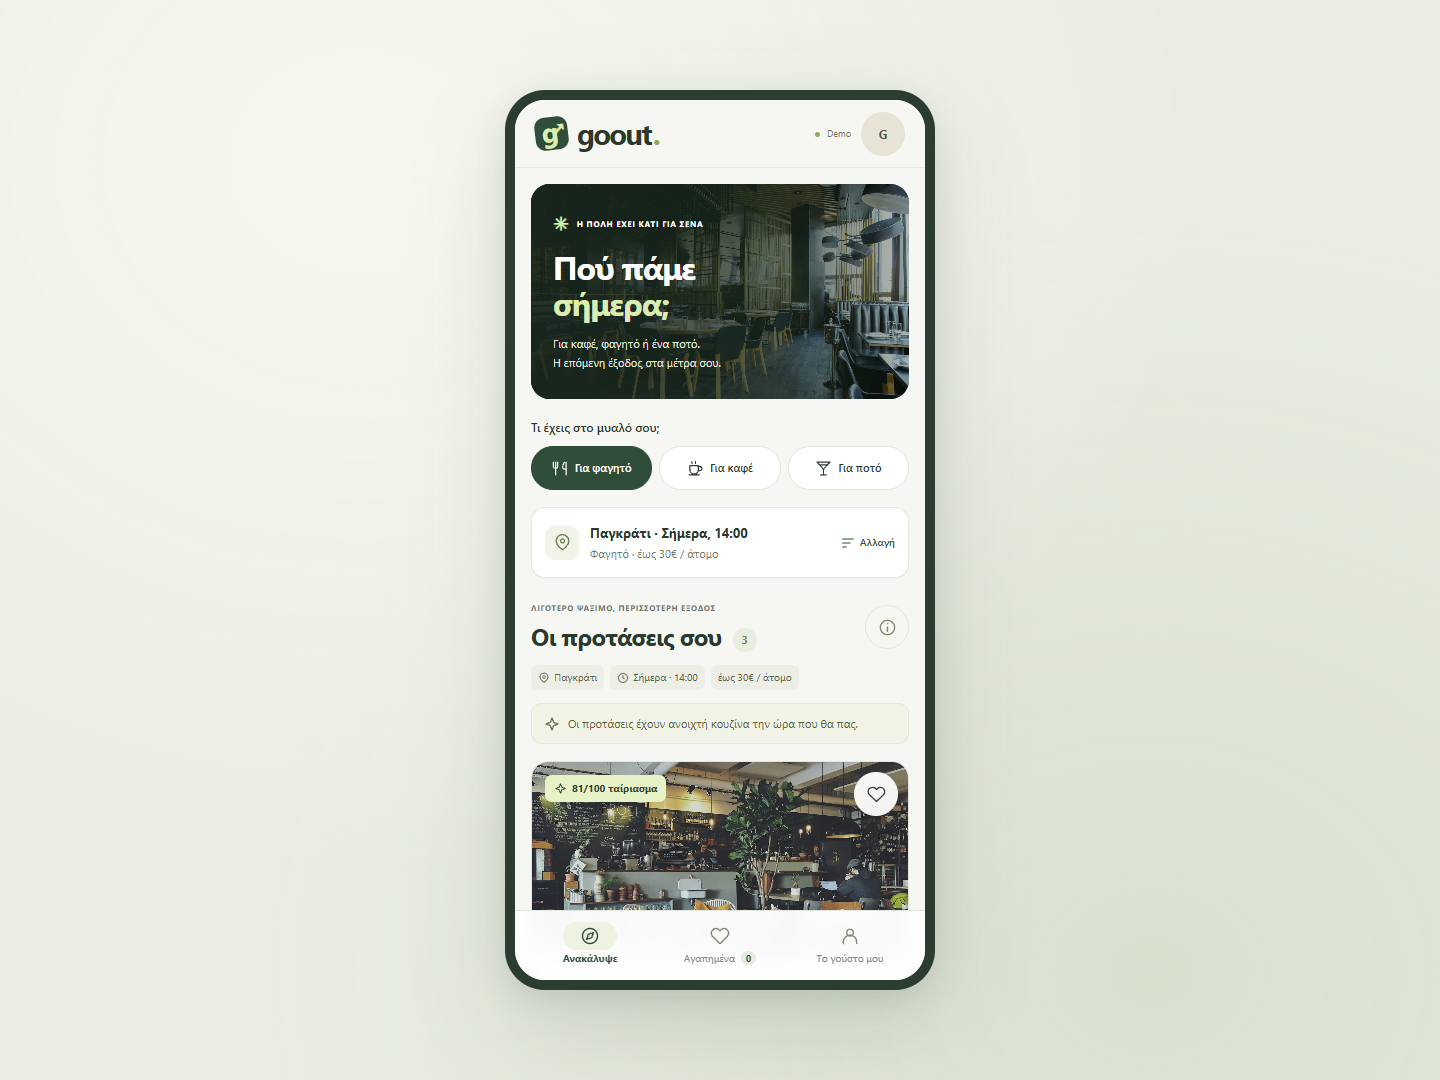 g
goout.
Demo
G
Η ΠΟΛΗ ΕΧΕΙ ΚΑΤΙ ΓΙΑ ΣΕΝΑ
Πού πάμε
σήμερα;
Για καφέ, φαγητό ή ένα ποτό.
Η επόμενη έξοδος στα μέτρα σου.
Τι έχεις στο μυαλό σου;
Για φαγητό
Για καφέ
Για ποτό
Παγκράτι · Σήμερα, 14:00
Φαγητό · έως 30€ / άτομο
Αλλαγή
ΛΙΓΟΤΕΡΟ ΨΑΞΙΜΟ, ΠΕΡΙΣΣΟΤΕΡΗ ΕΞΟΔΟΣ
Οι προτάσεις σου 3
Παγκράτι
Σήμερα · 14:00
έως 30€ / άτομο
Οι προτάσεις έχουν ανοιχτή κουζίνα την ώρα που θα πας.
81/100 ταίριασμα
Ανακάλυψε
Αγαπημένα 0
Το γούστο μου